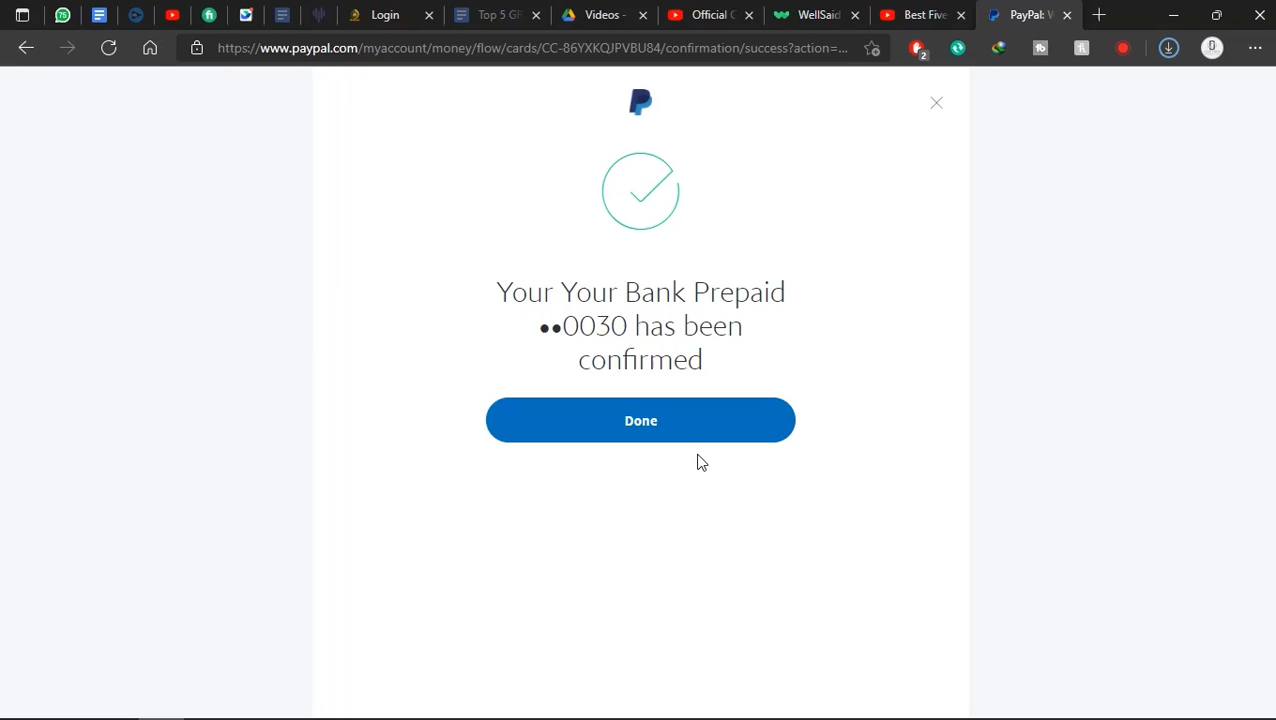 Login
Top 5 GF
Videos -
Official C
WellSaid
Best Five
PayPal: W
https://www.paypal.com/myaccount/money/flow/cards/CC-86YXKQJPVBU84/confirmation/success?action=...
2
Your Your Bank Prepaid
••0030 has been
confirmed
Done